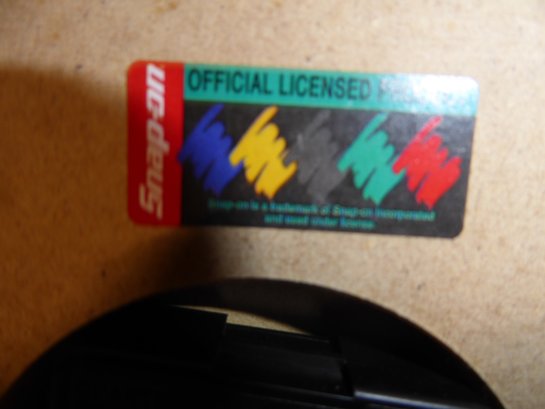 Snap-on
OFFICIAL LICENSED
Snap-on is a trademark of Snap-on Incorporated
and used under license.